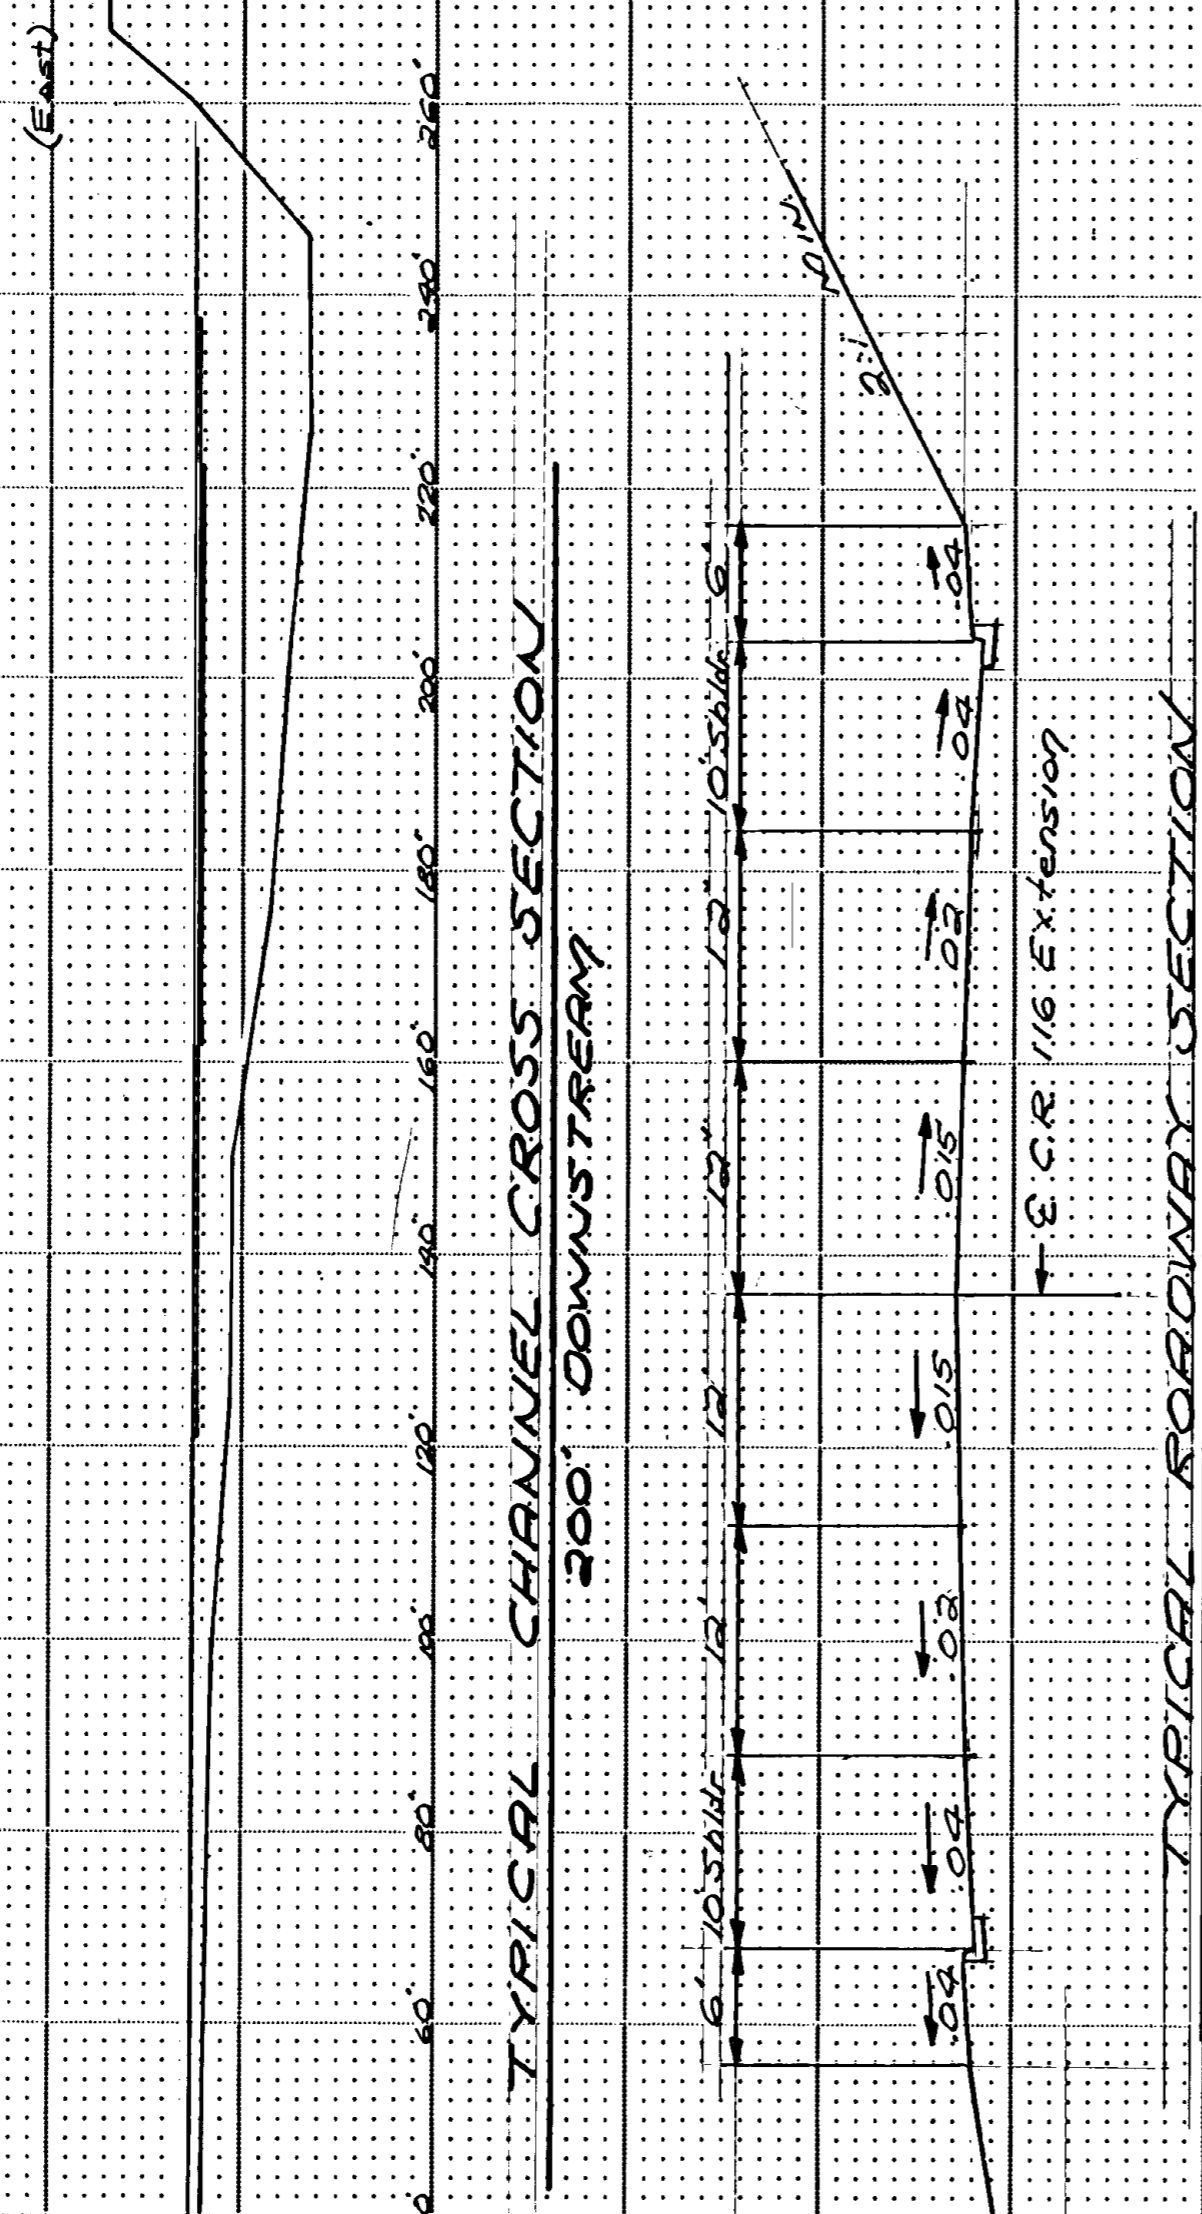 (East)
60' 80' 100' 120' 140' 160' 180' 200' 220' 240' 260'
TYPICAL CHANNEL CROSS SECTION
200' DOWNSTREAM
6' 10' Shldr 12' 12' 12' 12' 10' Shldr 6'
.04 .04 .02 .015 .015 .02 .04 .04 2:1 Min
C.R. 116 Extension
TYPICAL ROADWAY SECTION